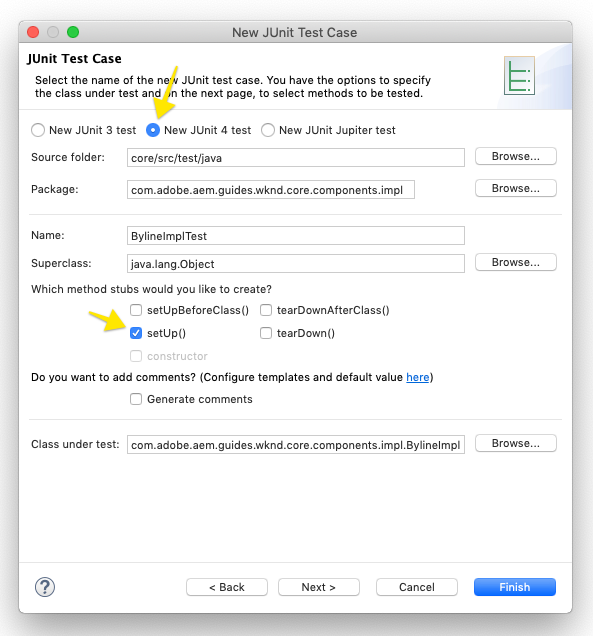 New JUnit Test Case
JUnit Test Case
Select the name of the new JUnit test case. You have the options to specify
the class under test and on the next page, to select methods to be tested.
New JUnit 3 test New JUnit 4 test New JUnit Jupiter test
Source folder: core/src/test/java Browse...
Package: com.adobe.aem.guides.wknd.core.components.impl Browse...
Name: BylineImplTest
Superclass: java.lang.Object Browse...
Which method stubs would you like to create?
setUpBeforeClass() tearDownAfterClass()
setUp() tearDown()
constructor
Do you want to add comments? (Configure templates and default value here)
Generate comments
Class under test: com.adobe.aem.guides.wknd.core.components.impl.BylineImpl Browse...
? < Back Next > Cancel Finish